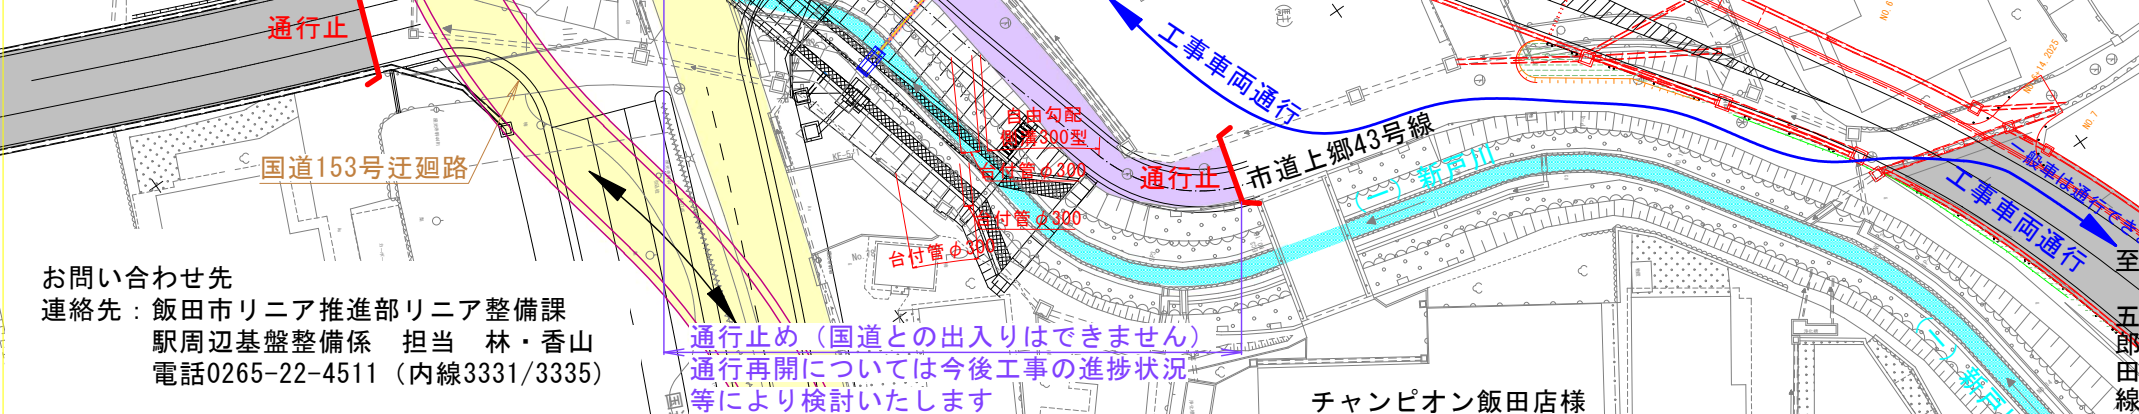 通行止
国道153号迂廻路
工事車両通行
自由勾配
側溝300型
台付管φ300
台付管φ300
台付管φ300
通行止
市道上郷43号線
(一) 新戸川
一般車は通行でき
工事車両通行
至 五郎田線
NO.7
お問い合わせ先
連絡先：飯田市リニア推進部リニア整備課
駅周辺基盤整備係 担当 林・香山
電話0265-22-4511（内線3331/3335）
通行止め（国道との出入りはできません）
通行再開については今後工事の進捗状況
等により検討いたします
チャンピオン飯田店様
(一) 新戸川